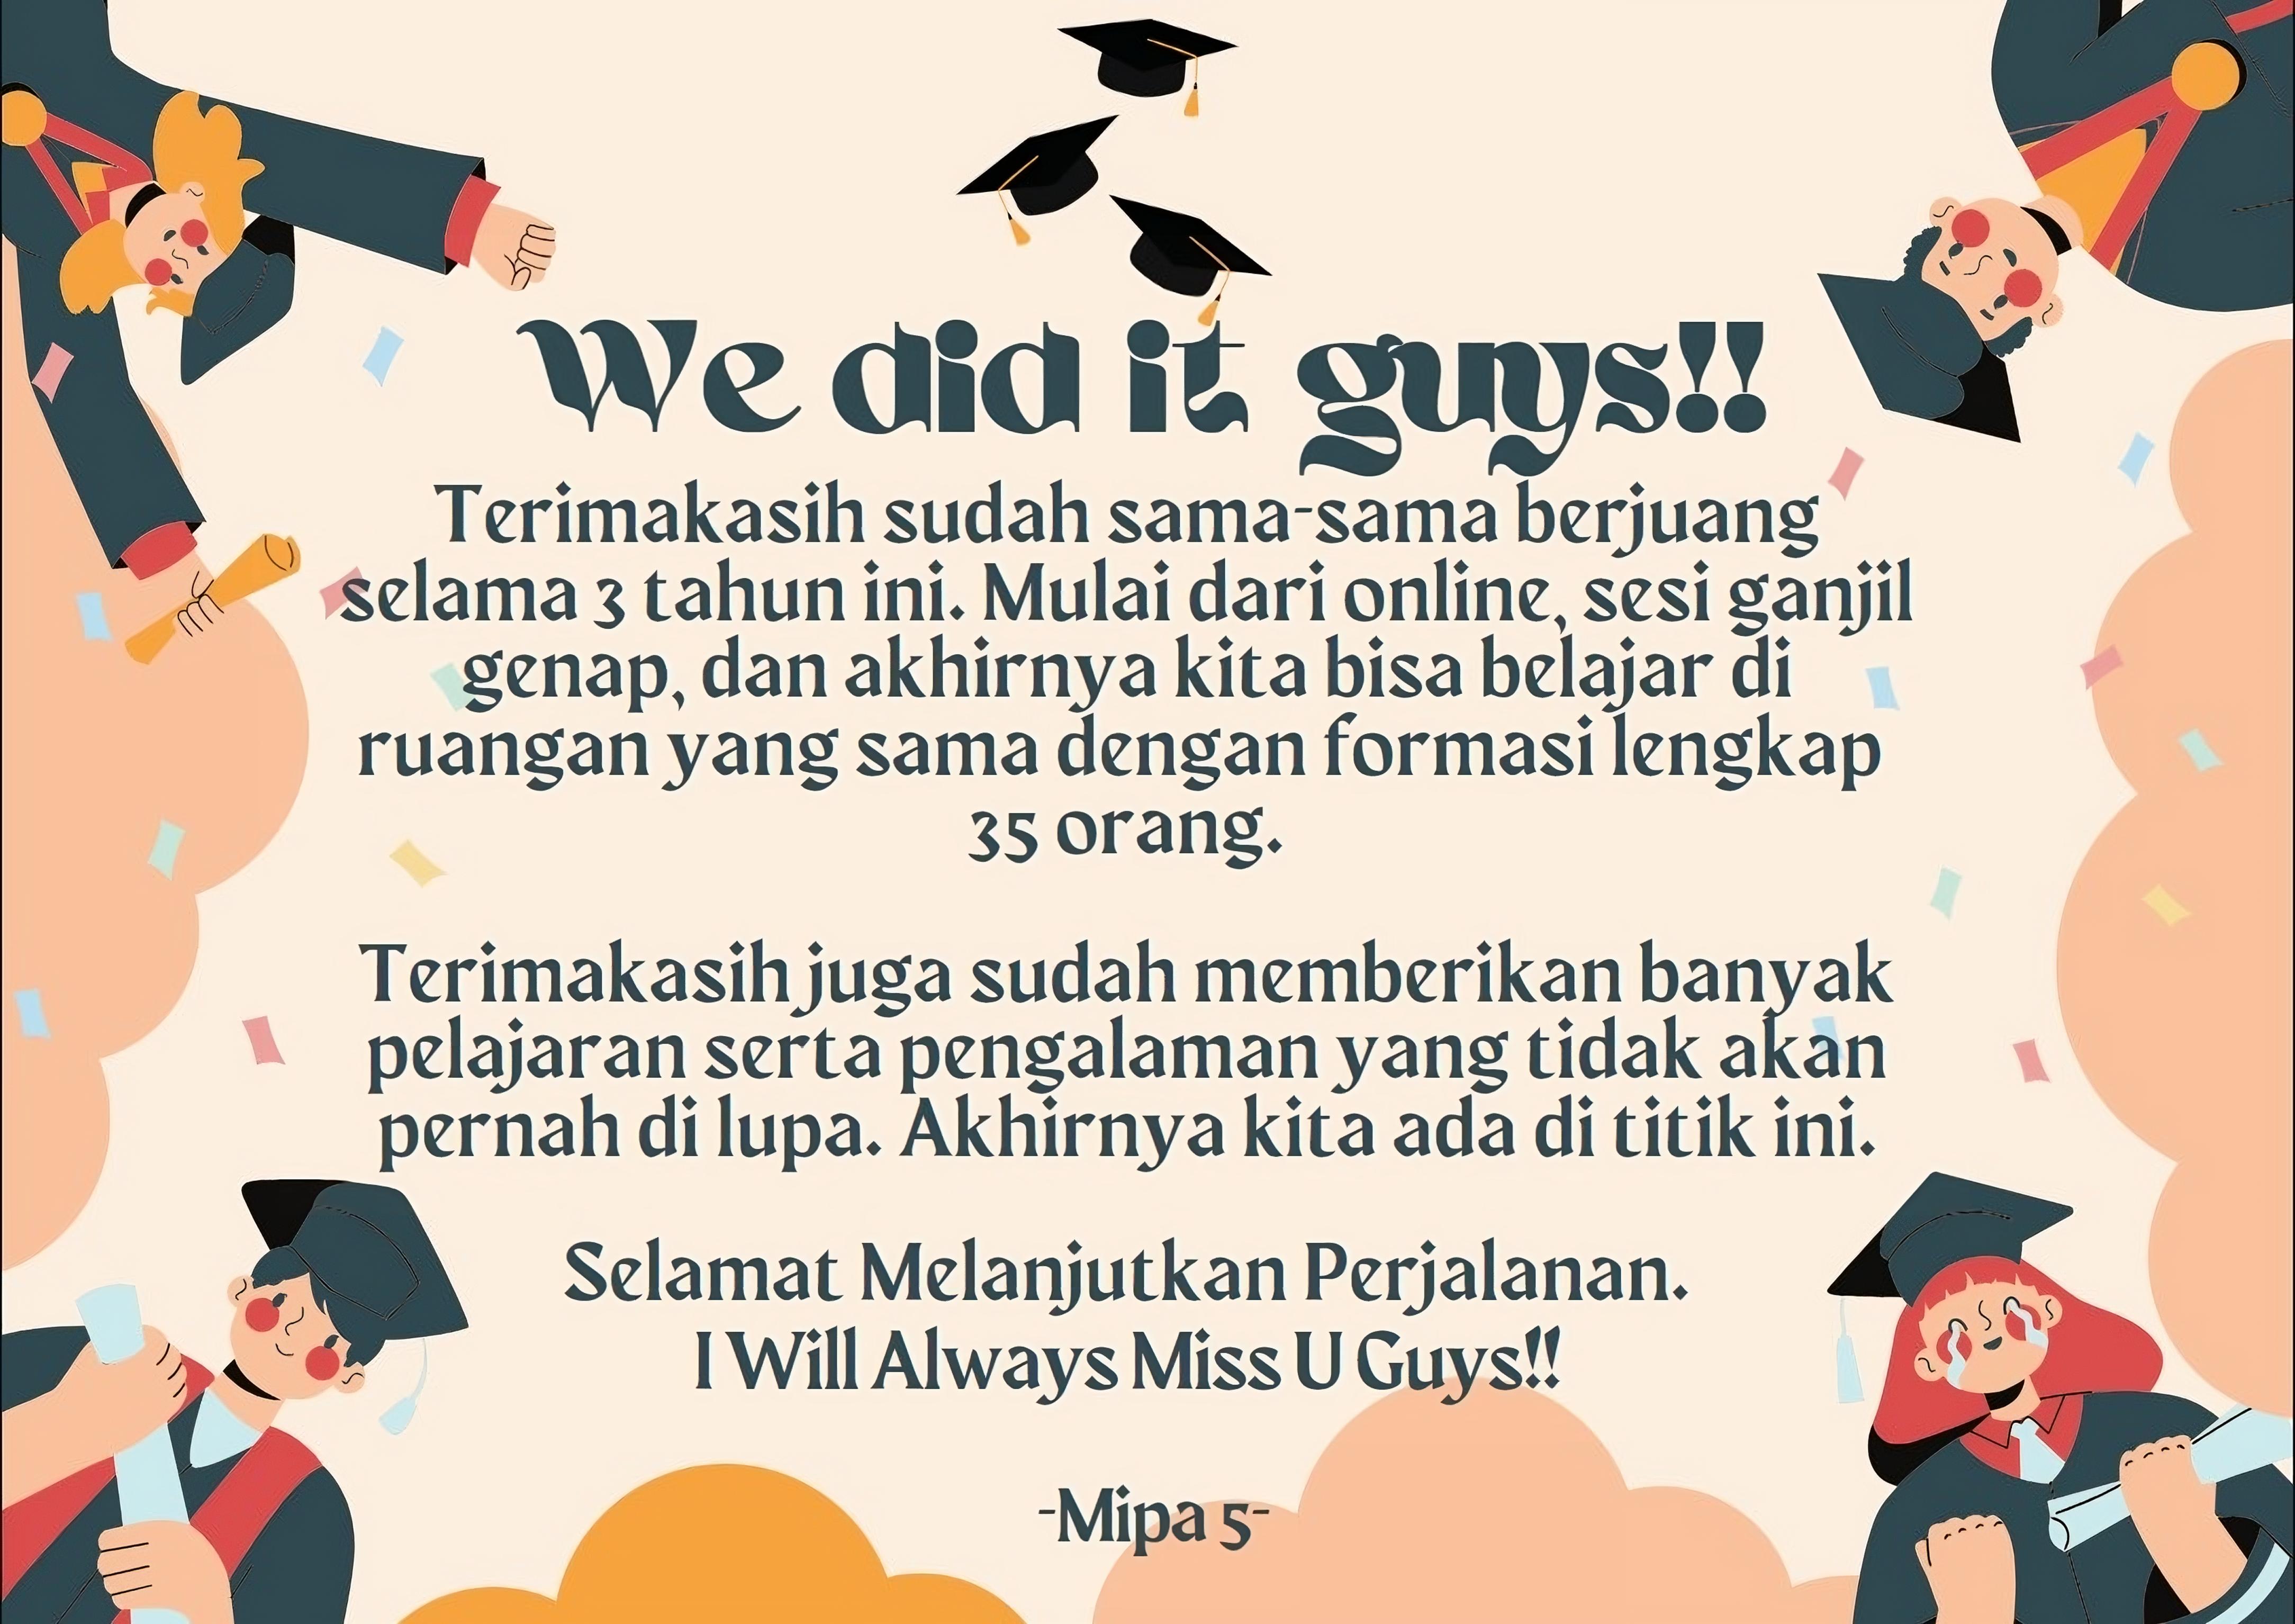 We did it guys!!
Terimakasih sudah sama-sama berjuang
selama 3 tahun ini. Mulai dari online, sesi ganjil
genap, dan akhirnya kita bisa belajar di
ruangan yang sama dengan formasi lengkap
35 orang.
Terimakasih juga sudah memberikan banyak
pelajaran serta pengalaman yang tidak akan
pernah di lupa. Akhirnya kita ada di titik ini.
Selamat Melanjutkan Perjalanan.
I Will Always Miss U Guys!!
-Mipa 5-